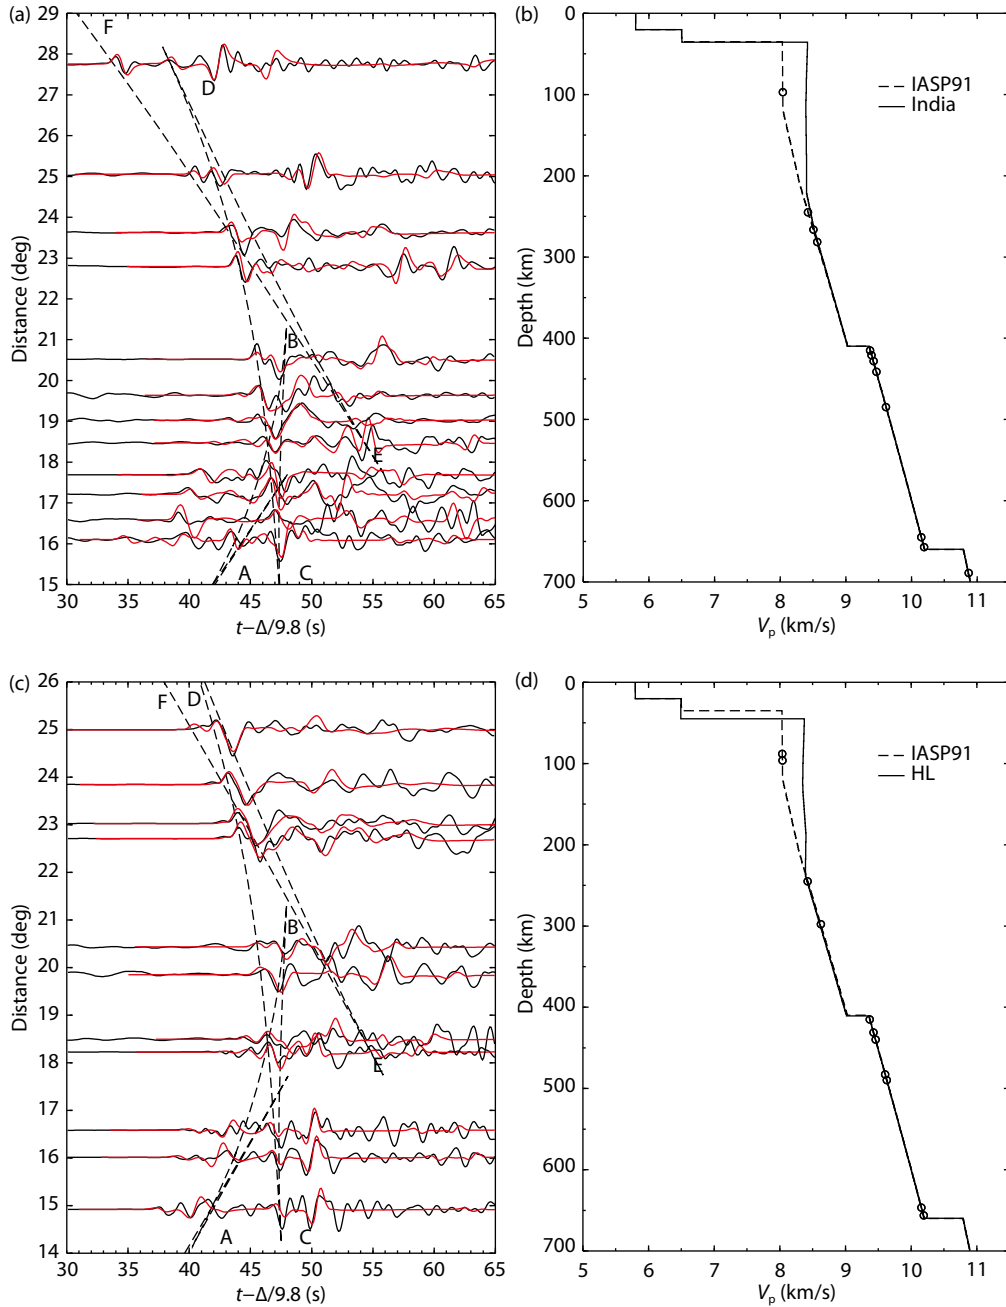 (a)
29
28
27
26
25
24
23
22
21
20
19
18
17
16
15
F
D
B
E
A
C
Distance (deg)
30 35 40 45 50 55 60 65
t−Δ/9.8 (s)
(b)
0
100
200
300
400
500
600
700
Depth (km)
IASP91
India
5 6 7 8 9 10 11
Vp (km/s)
(c)
26
25
24
23
22
21
20
19
18
17
16
15
14
F
D
B
E
A
C
Distance (deg)
30 35 40 45 50 55 60 65
t−Δ/9.8 (s)
(d)
0
100
200
300
400
500
600
700
Depth (km)
IASP91
HL
5 6 7 8 9 10 11
Vp (km/s)